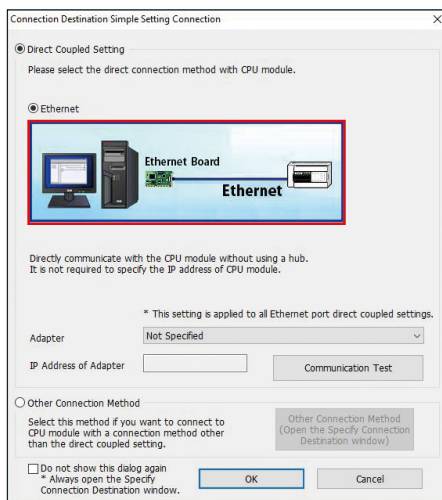 Connection Destination Simple Setting Connection
Direct Coupled Setting
Please select the direct connection method with CPU module.
Ethernet
Ethernet Board
Ethernet
Directly communicate with the CPU module without using a hub.
It is not required to specify the IP address of CPU module.
* This setting is applied to all Ethernet port direct coupled settings.
Adapter
Not Specified
IP Address of Adapter
Communication Test
Other Connection Method
Select this method if you want to connect to
CPU module with a connection method other
than the direct coupled setting.
Other Connection Method
(Open the Specify Connection
Destination window)
Do not show this dialog again
* Always open the Specify
Connection Destination window.
OK
Cancel